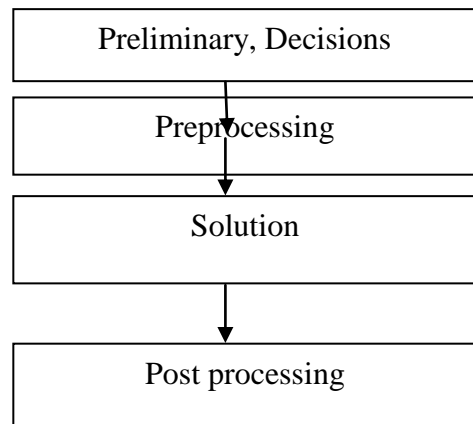 Preliminary, Decisions
Preprocessing
Solution
Post processing